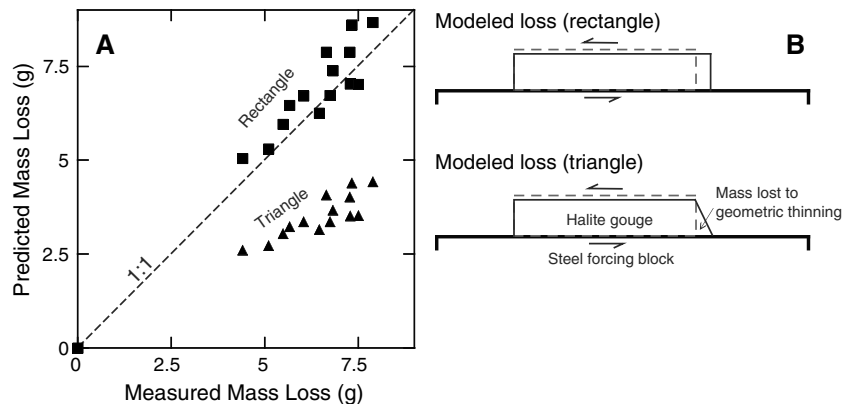 A
Predicted Mass Loss (g)
7.5
5
2.5
0
Rectangle
Triangle
1:1
0
2.5
5
7.5
Measured Mass Loss (g)
Modeled loss (rectangle)
B
Modeled loss (triangle)
Mass lost to
geometric thinning
Halite gouge
Steel forcing block